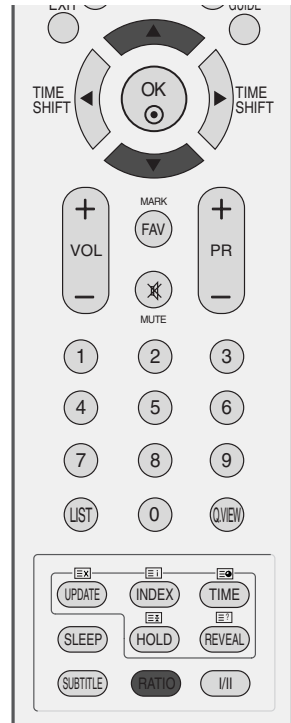 EXIT GUIDE
TIME SHIFT OK TIME SHIFT
MARK
+ FAV +
VOL PR
- -
MUTE
1 2 3
4 5 6
7 8 9
LIST 0 Q.VIEW
UPDATE INDEX TIME
SLEEP HOLD REVEAL
SUBTITLE RATIO I/II